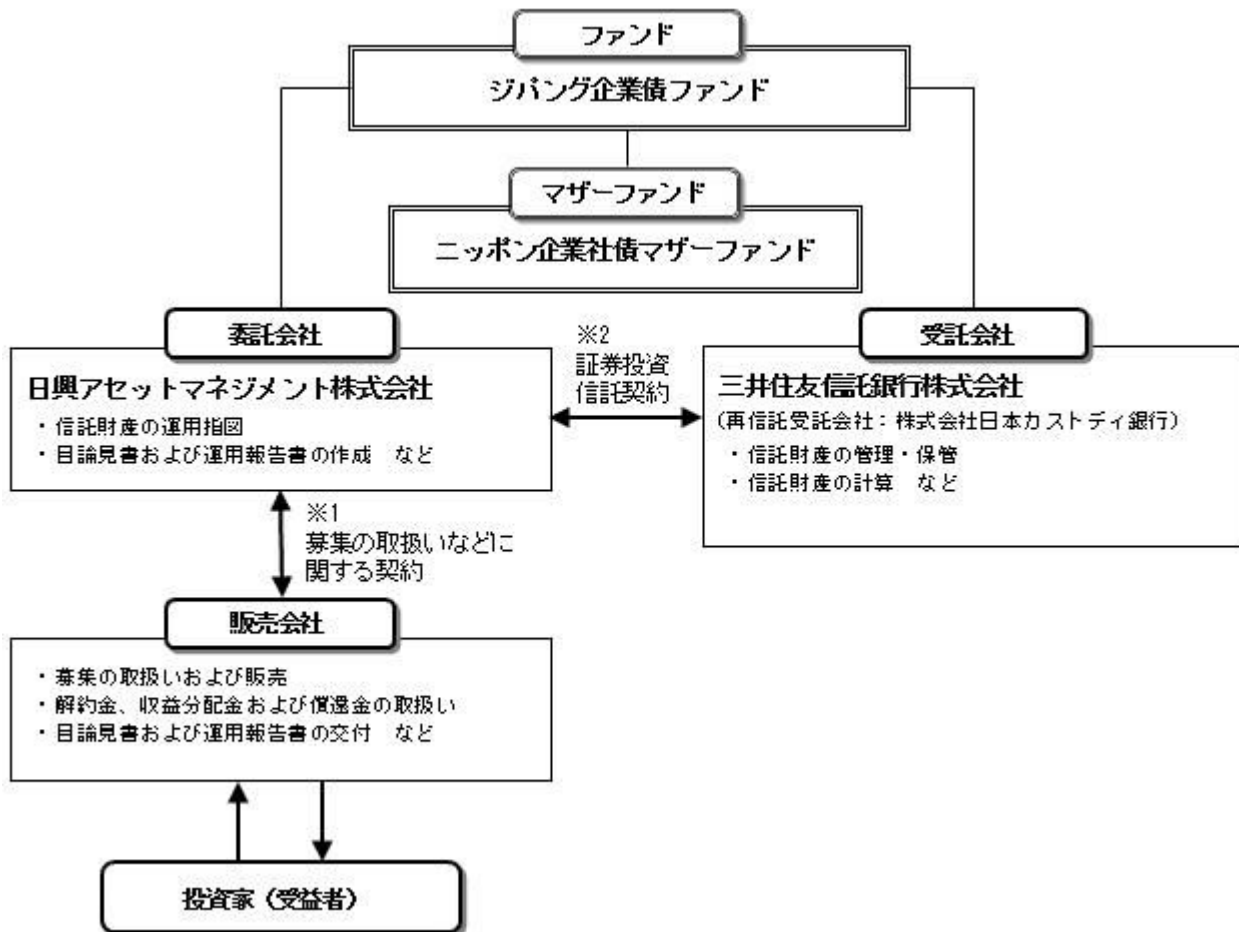 ファンド
ジパング企業債ファンド
マザーファンド
ニッポン企業社債マザーファンド
委託会社
日興アセットマネジメント株式会社
・信託財産の運用指図
・目論見書および運用報告書の作成　など
※2
証券投資
信託契約
受託会社
三井住友信託銀行株式会社
(再信託受託会社：株式会社日本カストディ銀行)
・信託財産の管理・保管
・信託財産の計算　など
※1
募集の取扱いなどに
関する契約
販売会社
・募集の取扱いおよび販売
・解約金、収益分配金および償還金の取扱い
・目論見書および運用報告書の交付　など
投資家（受益者）